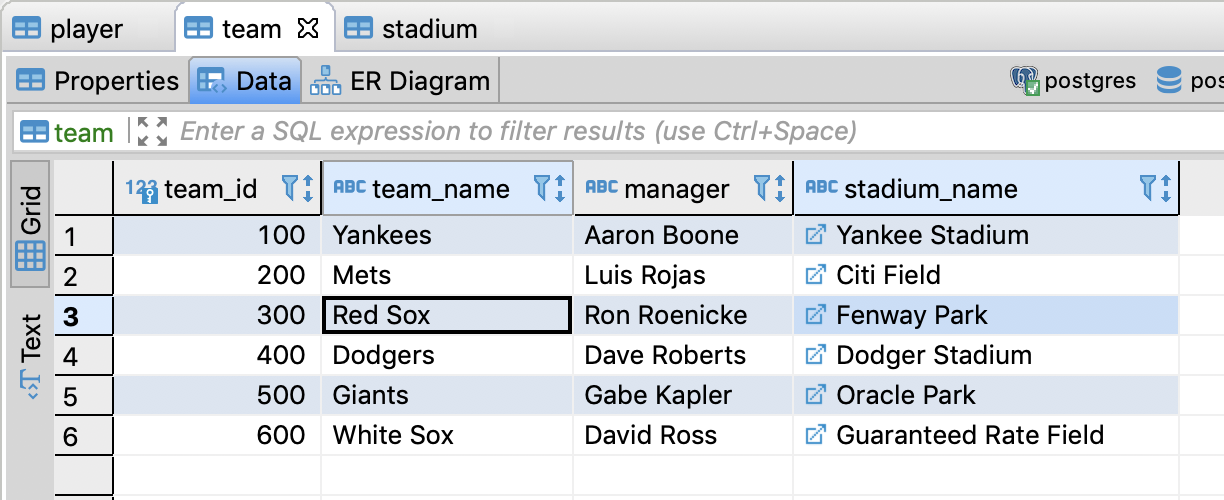 player team stadium
Properties Data ER Diagram postgres pos
team Enter a SQL expression to filter results (use Ctrl+Space)
Grid
Text
123 team_id ABC team_name ABC manager ABC stadium_name
1 100 Yankees Aaron Boone Yankee Stadium
2 200 Mets Luis Rojas Citi Field
3 300 Red Sox Ron Roenicke Fenway Park
4 400 Dodgers Dave Roberts Dodger Stadium
5 500 Giants Gabe Kapler Oracle Park
6 600 White Sox David Ross Guaranteed Rate Field